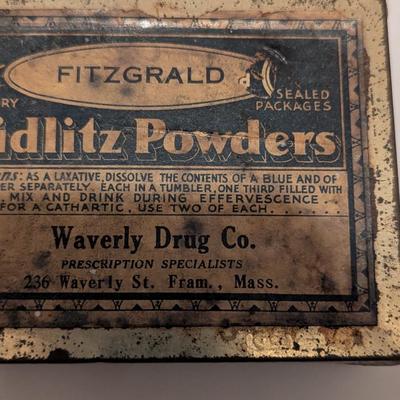 FITZGRALD
RY
SEALED
PACKAGES
idlitz Powders
ns: AS A LAXATIVE, DISSOLVE THE CONTENTS OF A BLUE AND OF
ER SEPARATELY. EACH IN A TUMBLER, ONE THIRD FILLED WITH
, MIX AND DRINK DURING EFFERVESCENCE
FOR A CATHARTIC, USE TWO OF EACH.
Waverly Drug Co.
PRESCRIPTION SPECIALISTS
236 Waverly St. Fram., Mass.